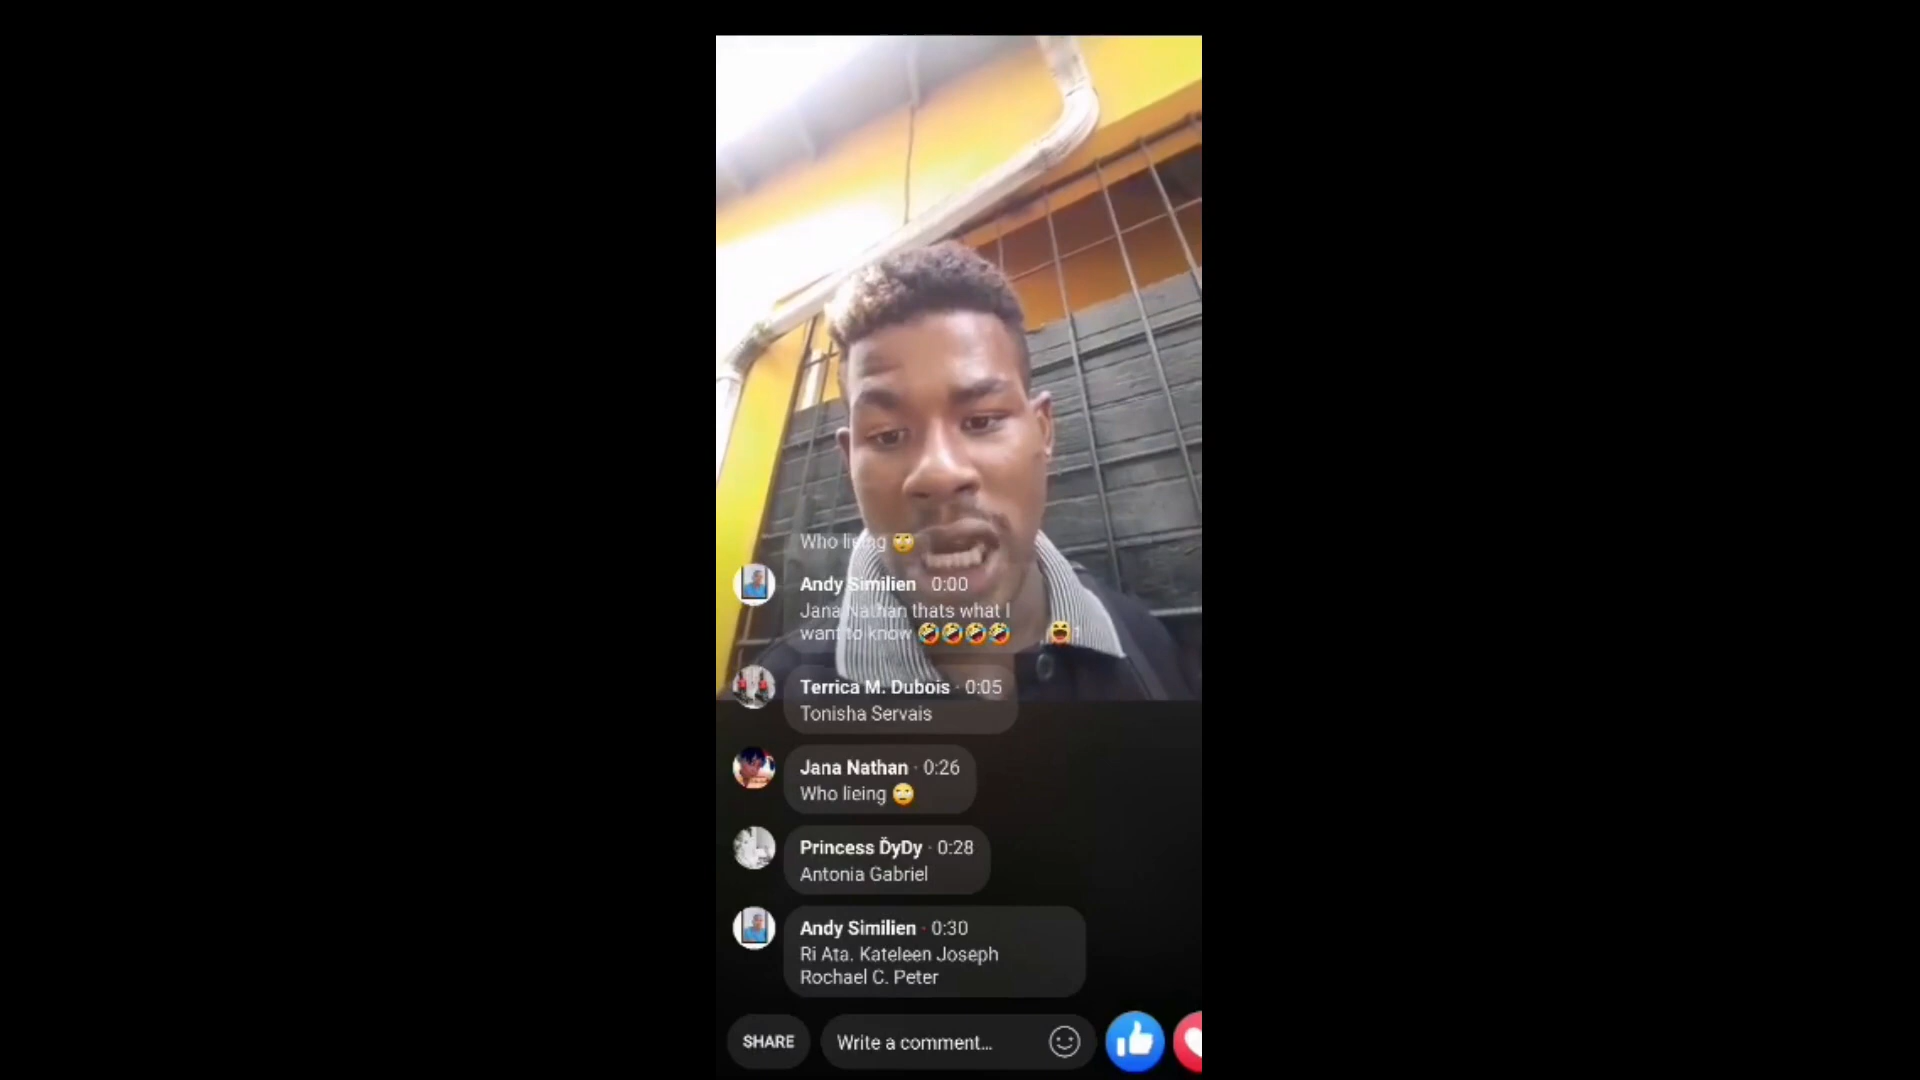 Who lieing 🙄
Andy Similien 0:00
Jana Nathan thats what I
want to know 🤣🤣🤣🤣 😆 1
Terrica M. Dubois · 0:05
Tonisha Servais
Jana Nathan · 0:26
Who lieing 🙄
Princess ĎyDy · 0:28
Antonia Gabriel
Andy Similien · 0:30
Ri Ata. Kateleen Joseph
Rochael C. Peter
SHARE
Write a comment...